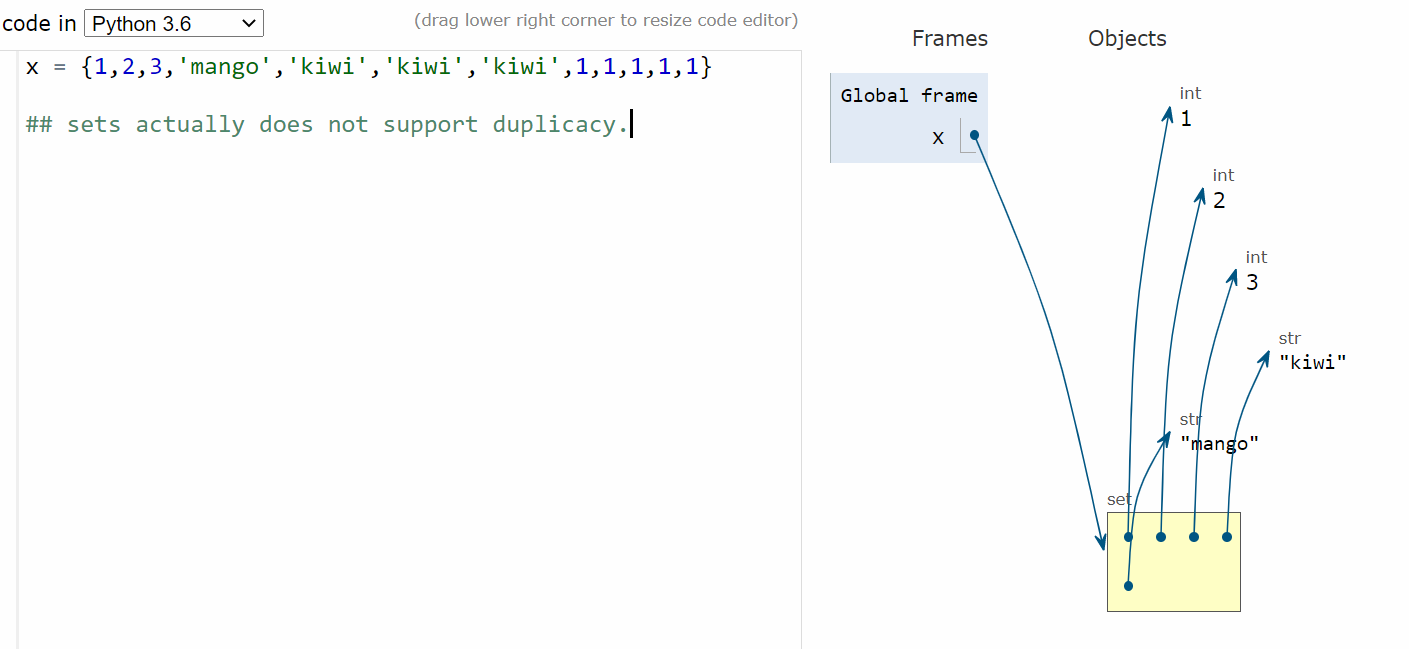 code in Python 3.6
(drag lower right corner to resize code editor)
x = {1,2,3,'mango','kiwi','kiwi','kiwi',1,1,1,1,1}
## sets actually does not support duplicacy.
Frames
Objects
Global frame
x
int
1
int
2
int
3
str
"kiwi"
str
"mango"
set